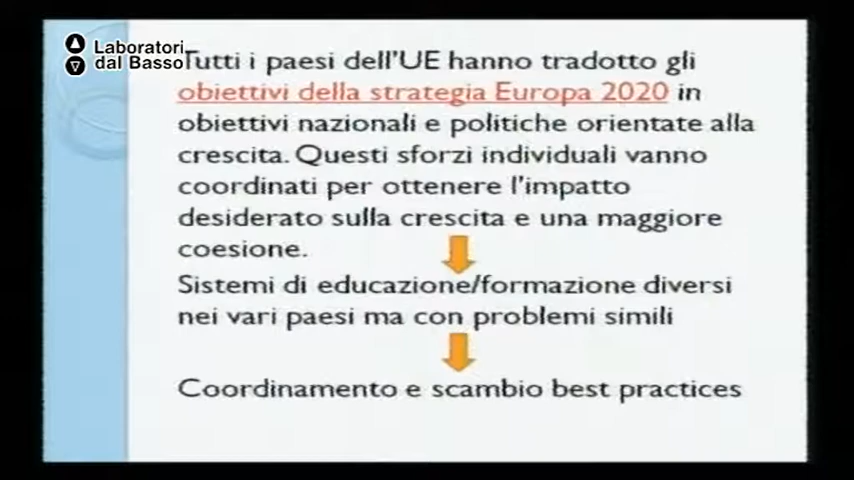 Laboratori
dal Basso
Tutti i paesi dell'UE hanno tradotto gli
obiettivi della strategia Europa 2020 in
obiettivi nazionali e politiche orientate alla
crescita. Questi sforzi individuali vanno
coordinati per ottenere l'impatto
desiderato sulla crescita e una maggiore
coesione.
Sistemi di educazione/formazione diversi
nei vari paesi ma con problemi simili
Coordinamento e scambio best practices